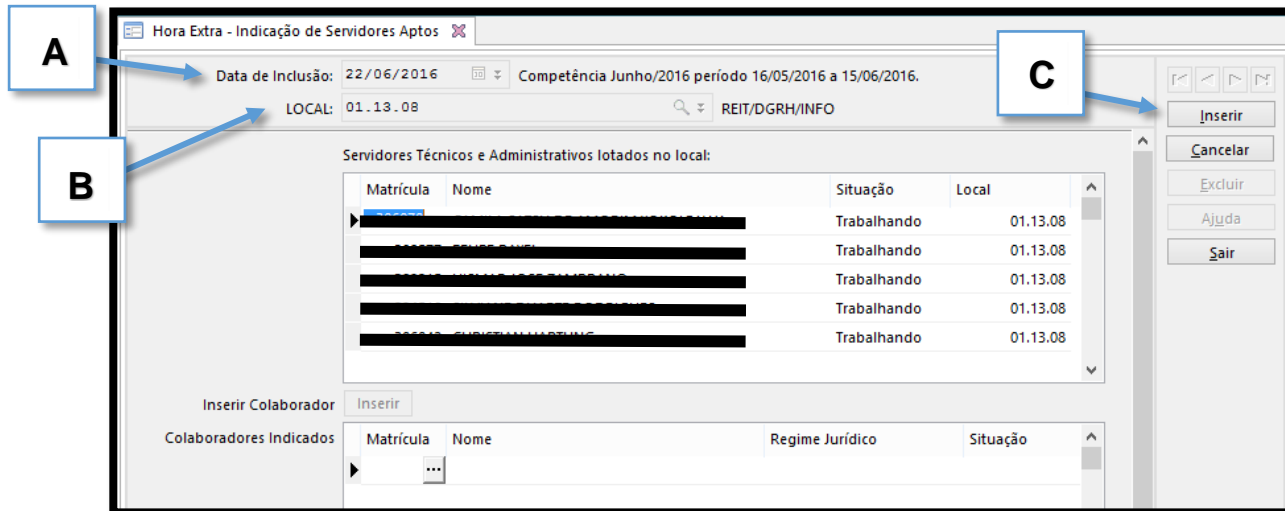 Hora Extra - Indicação de Servidores Aptos
A
Data de Inclusão: 22/06/2016 Competência Junho/2016 período 16/05/2016 a 15/06/2016.
C
LOCAL: 01.13.08 REIT/DGRH/INFO
Inserir
B
Servidores Técnicos e Administrativos lotados no local:
Cancelar
Matrícula Nome Situação Local
Excluir
Trabalhando 01.13.08
Ajuda
Trabalhando 01.13.08
Sair
Trabalhando 01.13.08
Trabalhando 01.13.08
Trabalhando 01.13.08
Inserir Colaborador Inserir
Colaboradores Indicados Matrícula Nome Regime Jurídico Situação
...